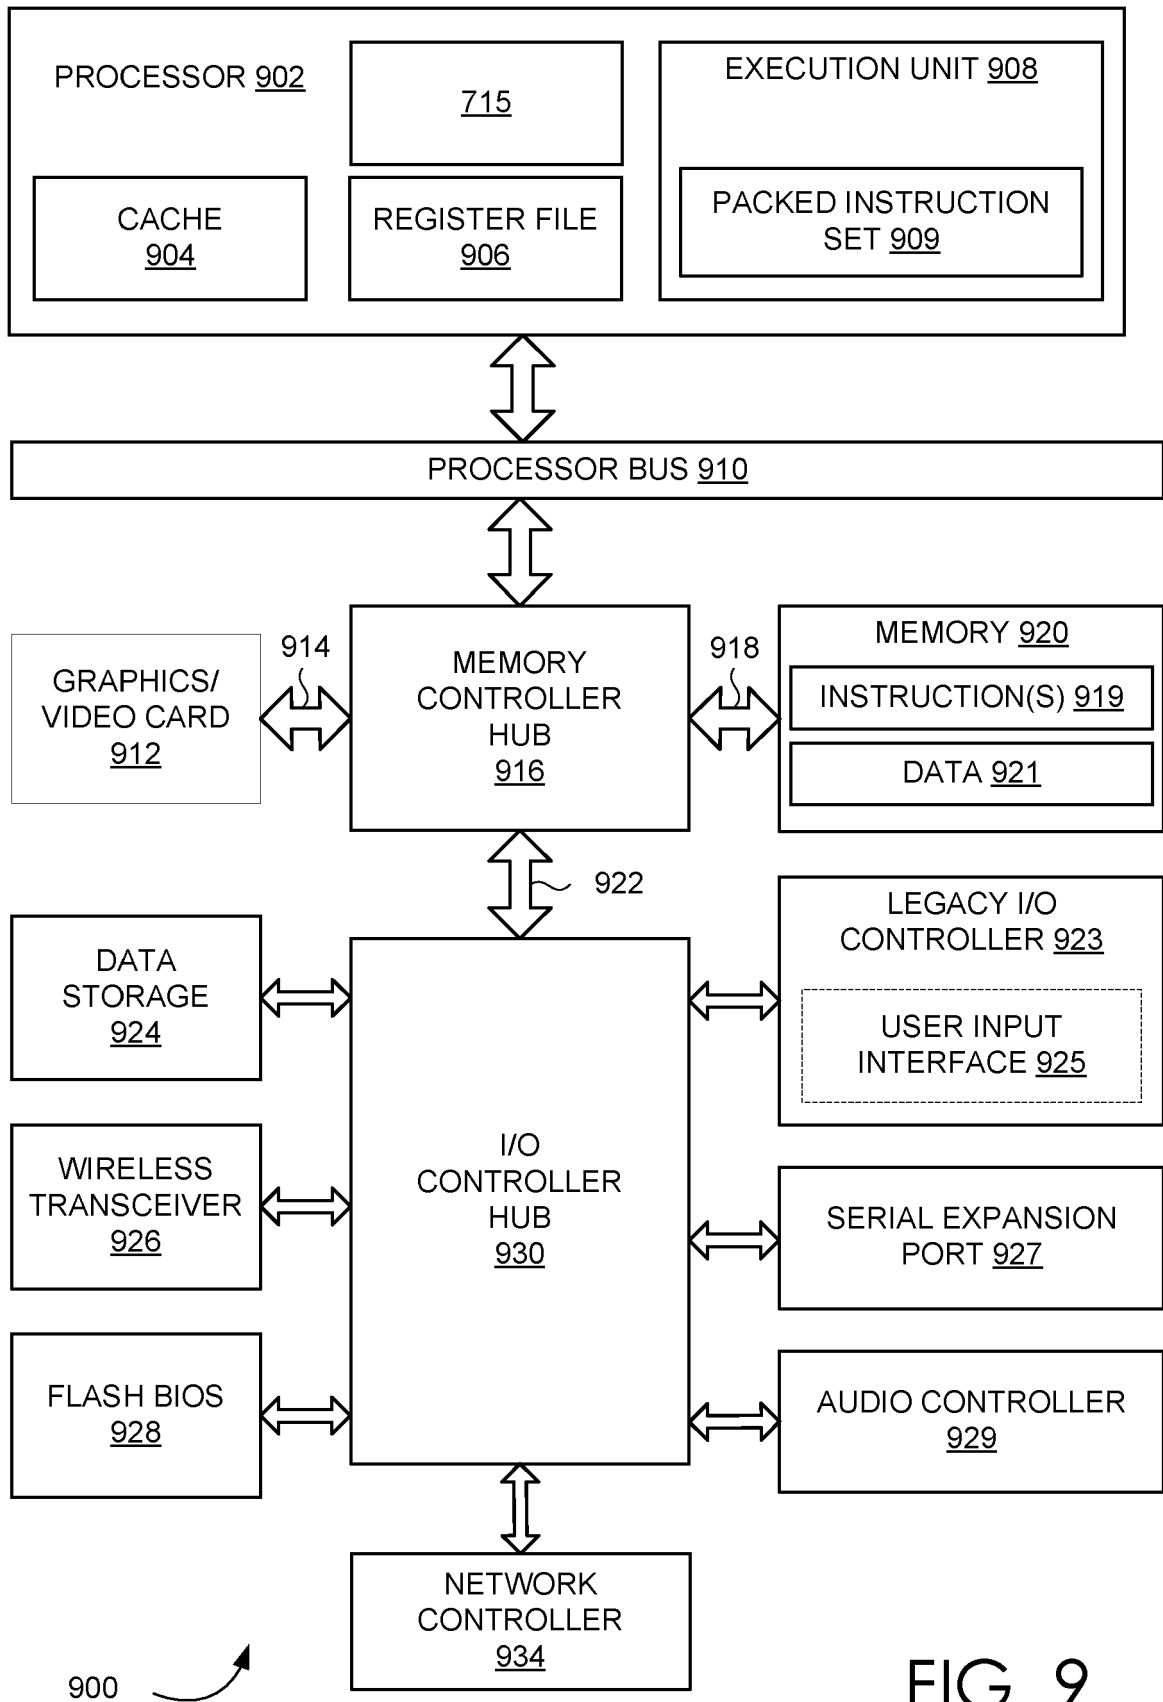 PROCESSOR 902
715
EXECUTION UNIT 908
CACHE
904
REGISTER FILE
906
PACKED INSTRUCTION
SET 909
PROCESSOR BUS 910
914
918
GRAPHICS/
VIDEO CARD
912
MEMORY
CONTROLLER
HUB
916
MEMORY 920
INSTRUCTION(S) 919
DATA 921
922
DATA
STORAGE
924
LEGACY I/O
CONTROLLER 923
USER INPUT
INTERFACE 925
WIRELESS
TRANSCEIVER
926
I/O
CONTROLLER
HUB
930
SERIAL EXPANSION
PORT 927
FLASH BIOS
928
AUDIO CONTROLLER
929
NETWORK
CONTROLLER
934
900
FIG. 9